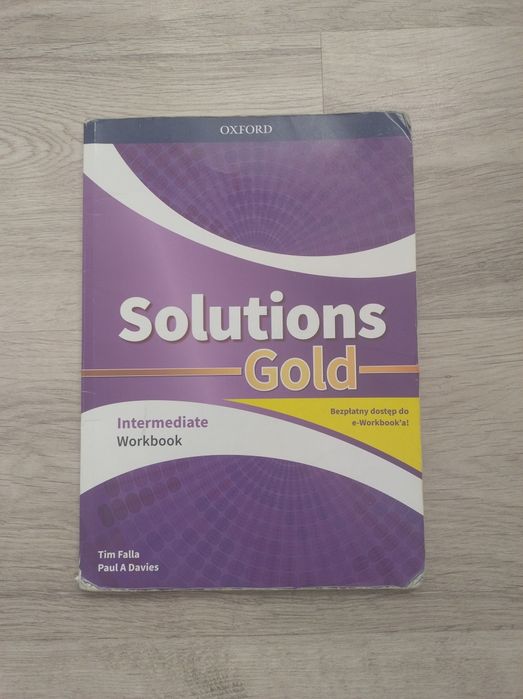 OXFORD
Solutions
Gold
Bezpłatny dostęp do
e-Workbook'a!
Intermediate
Workbook
Tim Falla
Paul A Davies